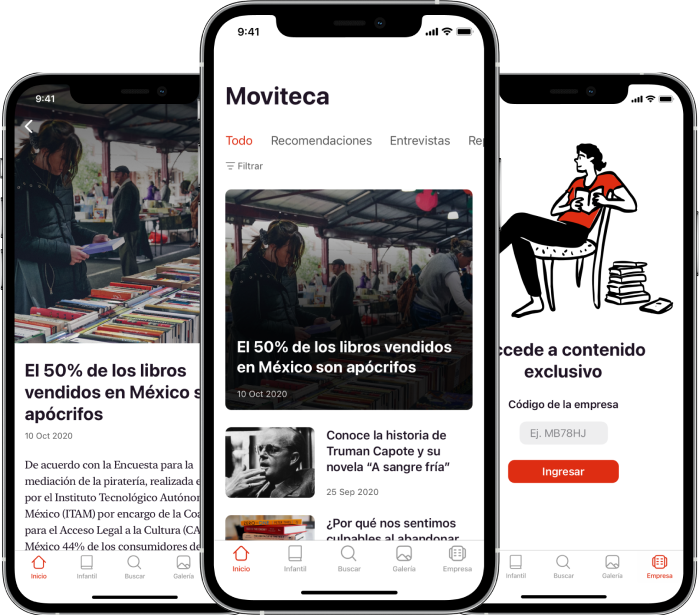 9:41
El 50% de los libros
vendidos en México
apócrifos
10 Oct 2020
De acuerdo con la Encuesta para la
mediación de la piratería, realizada
por el Instituto Tecnológico
México (ITAM) por encargo de la
para el Acceso Legal a la Cultura
México 44% de los consumidores de
Inicio
Infantil
Buscar
Galería
9:41
Moviteca
Todo Recomendaciones Entrevistas
Filtrar
El 50% de los libros vendidos
en México son apócrifos
10 Oct 2020
Conoce la historia de
Truman Capote y su
novela “A sangre fría”
25 Sep 2020
¿Por qué nos sentimos
culpables al abandonar
Inicio
Infantil
Buscar
Galería
Empresa
a contenido
exclusivo
Código de la empresa
Ej. MB78HJ
Ingresar
Infantil
Buscar
Galería
Empresa